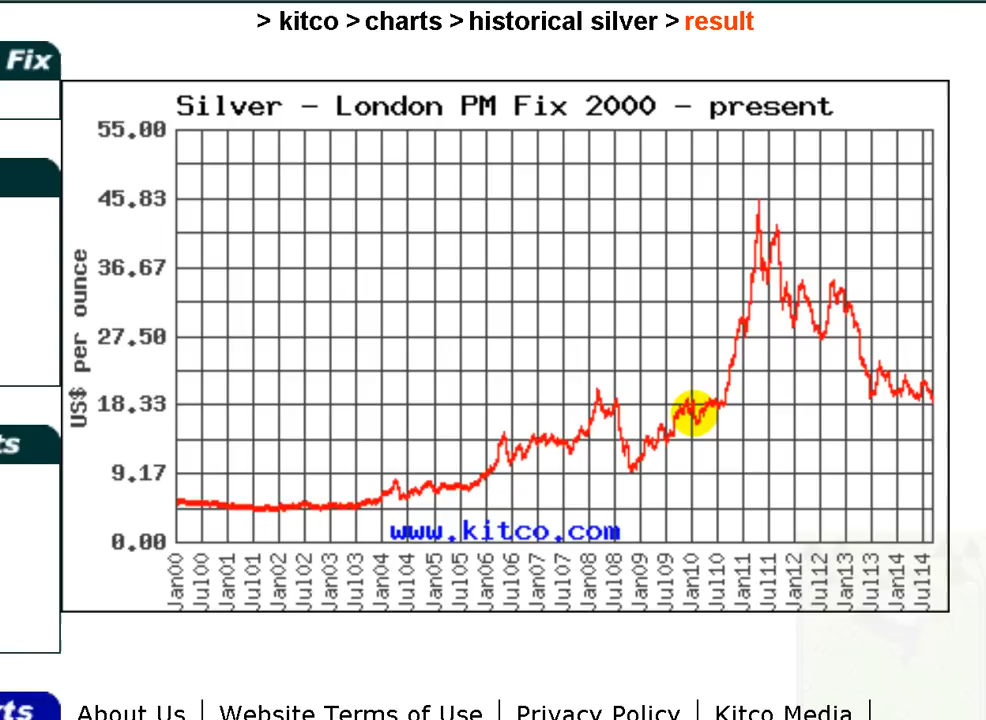 > kitco > charts > historical silver > result
Fix
Silver - London PM Fix 2000 - present
55.00
45.83
36.67
27.50
18.33
9.17
0.00
US$ per ounce
ts
www.kitco.com
Jan00
Jul00
Jan01
Jul01
Jan02
Jul02
Jan03
Jul03
Jan04
Jul04
Jan05
Jul05
Jan06
Jul06
Jan07
Jul07
Jan08
Jul08
Jan09
Jul09
Jan10
Jul10
Jan11
Jul11
Jan12
Jul12
Jan13
Jul13
Jan14
Jul14
rts
About Us | Website Terms of Use | Privacy Policy | Kitco Media |